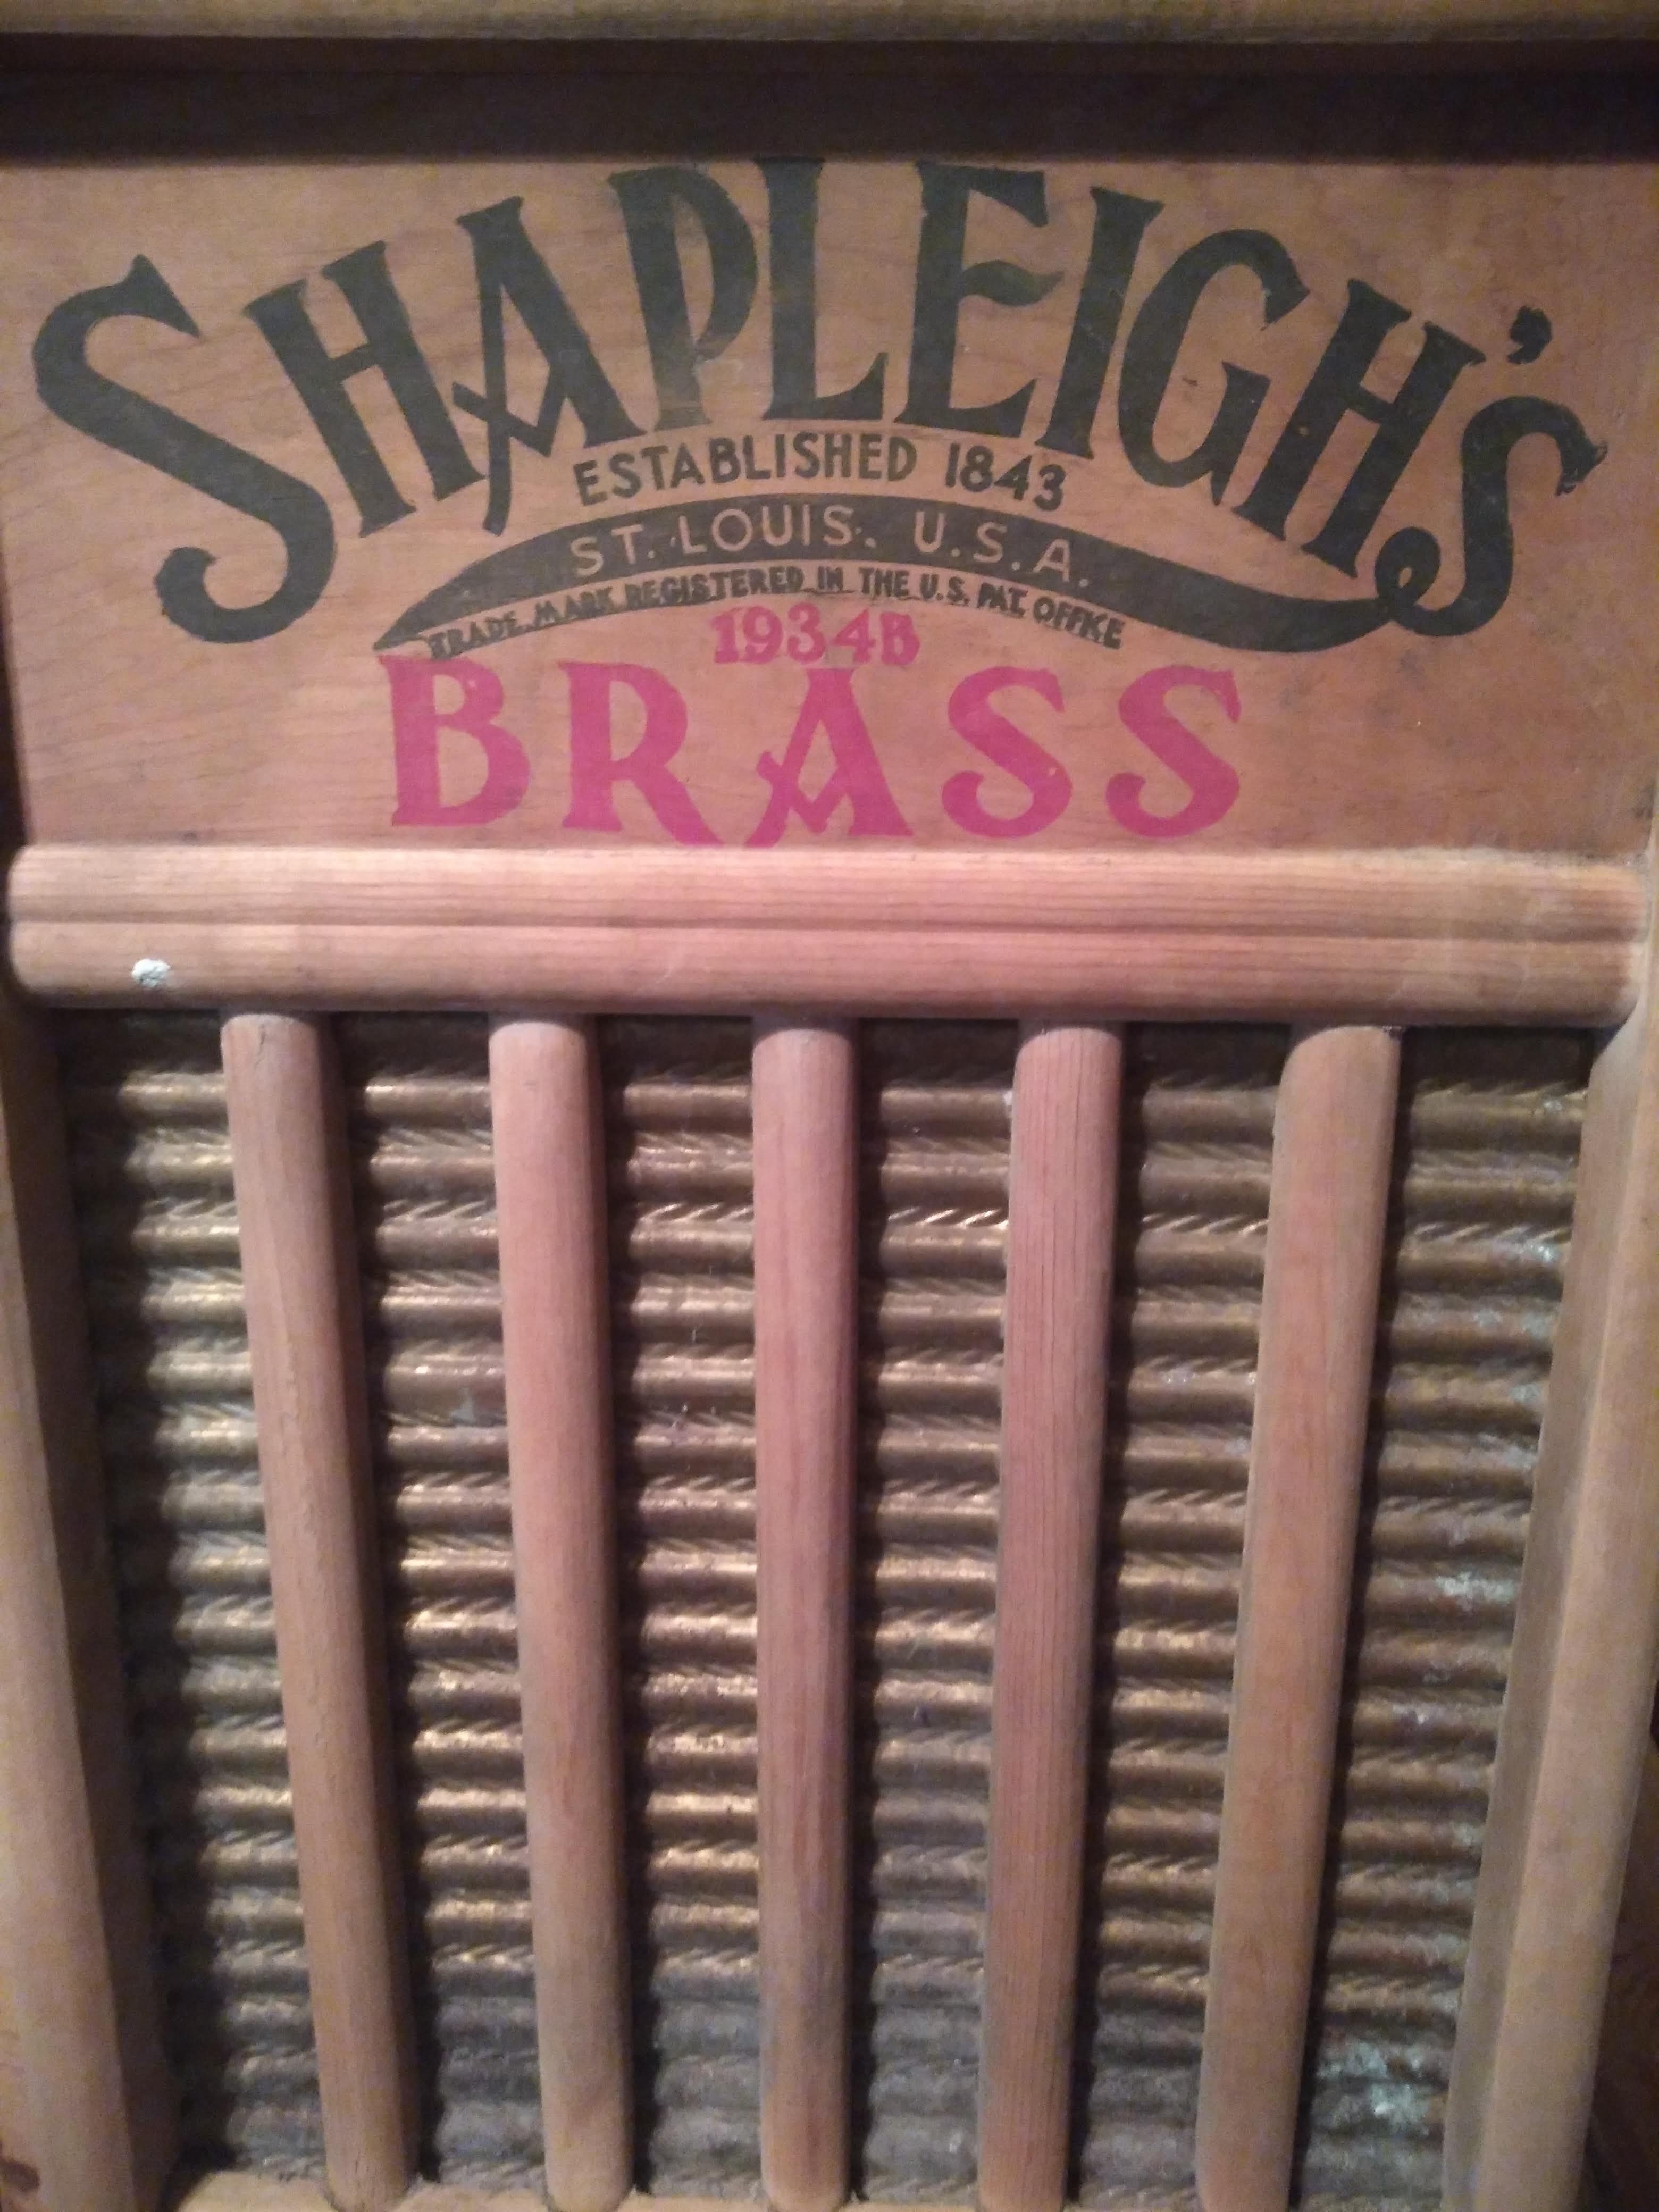 SHAPLEIGH'S
ESTABLISHED 1843
ST. LOUIS. U.S.A.
TRADE MARK REGISTERED IN THE U.S. PAT. OFFICE
1934B
BRASS